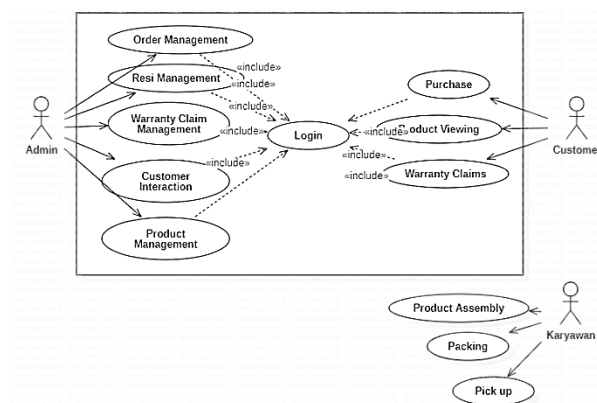 Order Management
«include»
Resi Management
«include»
Purchase
«include»
Warranty Claim
Management
«include»
Login
«include»
oduct Viewing
Admin
Custome
«include»
«include»
Customer
Interaction
«include»
Warranty Claims
Product
Management
Product Assembly
Karyawan
Packing
Pick up